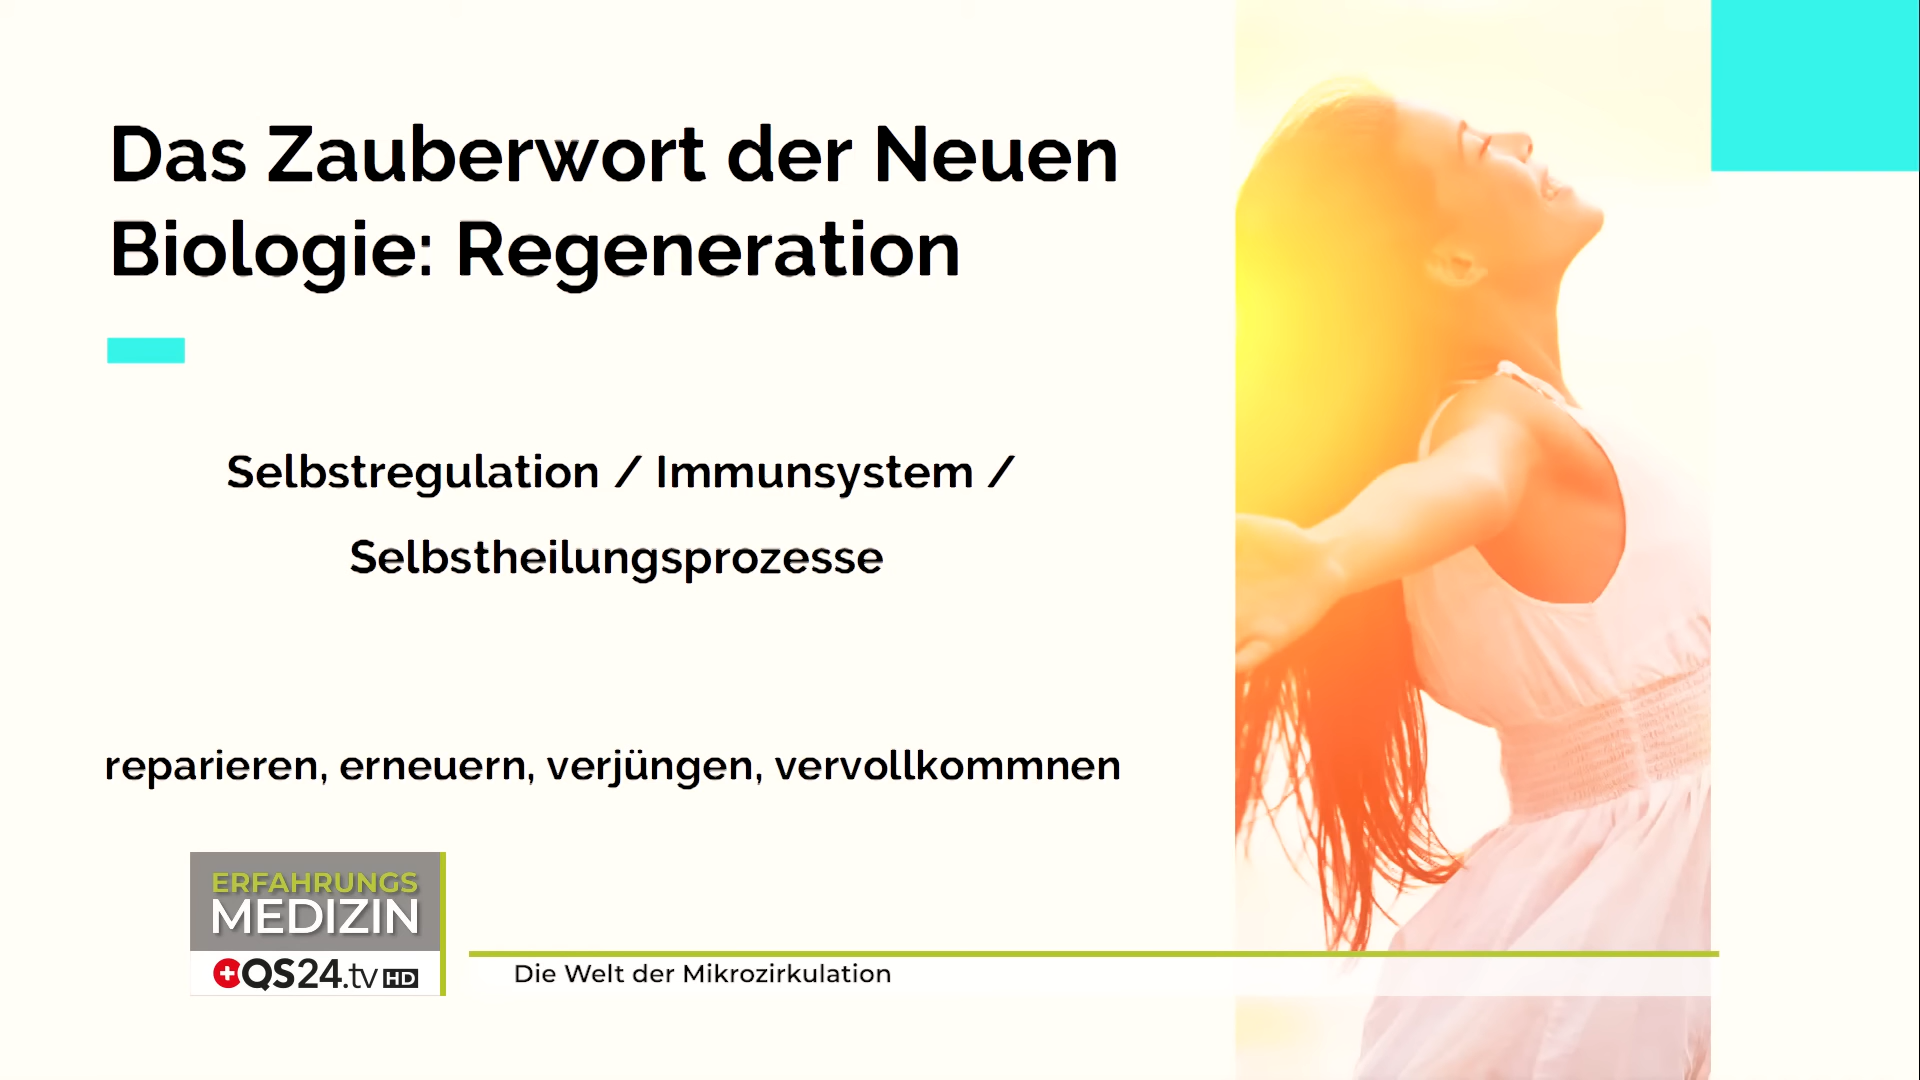 Das Zauberwort der Neuen
Biologie: Regeneration
Selbstregulation / Immunsystem /
Selbstheilungsprozesse
reparieren, erneuern, verjüngen, vervollkommnen
ERFAHRUNGS
MEDIZIN
QS24.tv HD
Die Welt der Mikrozirkulation